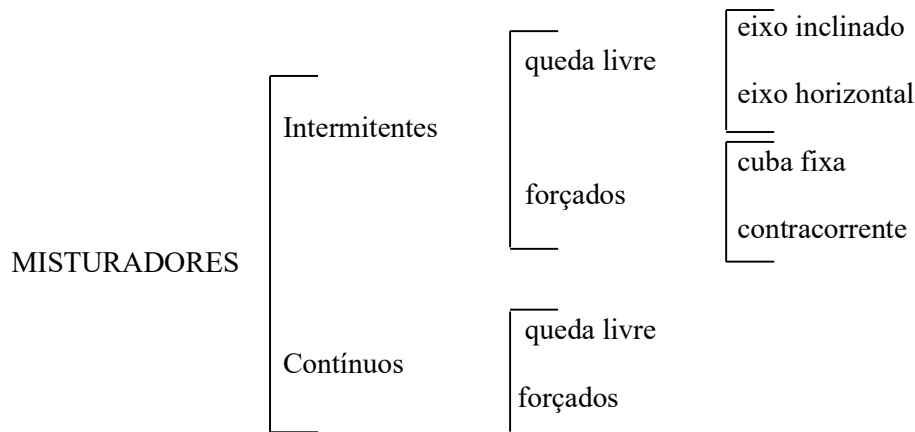 eixo inclinado
queda livre
eixo horizontal
Intermitentes
cuba fixa
forçados
contracorrente
MISTURADORES
queda livre
Contínuos
forçados